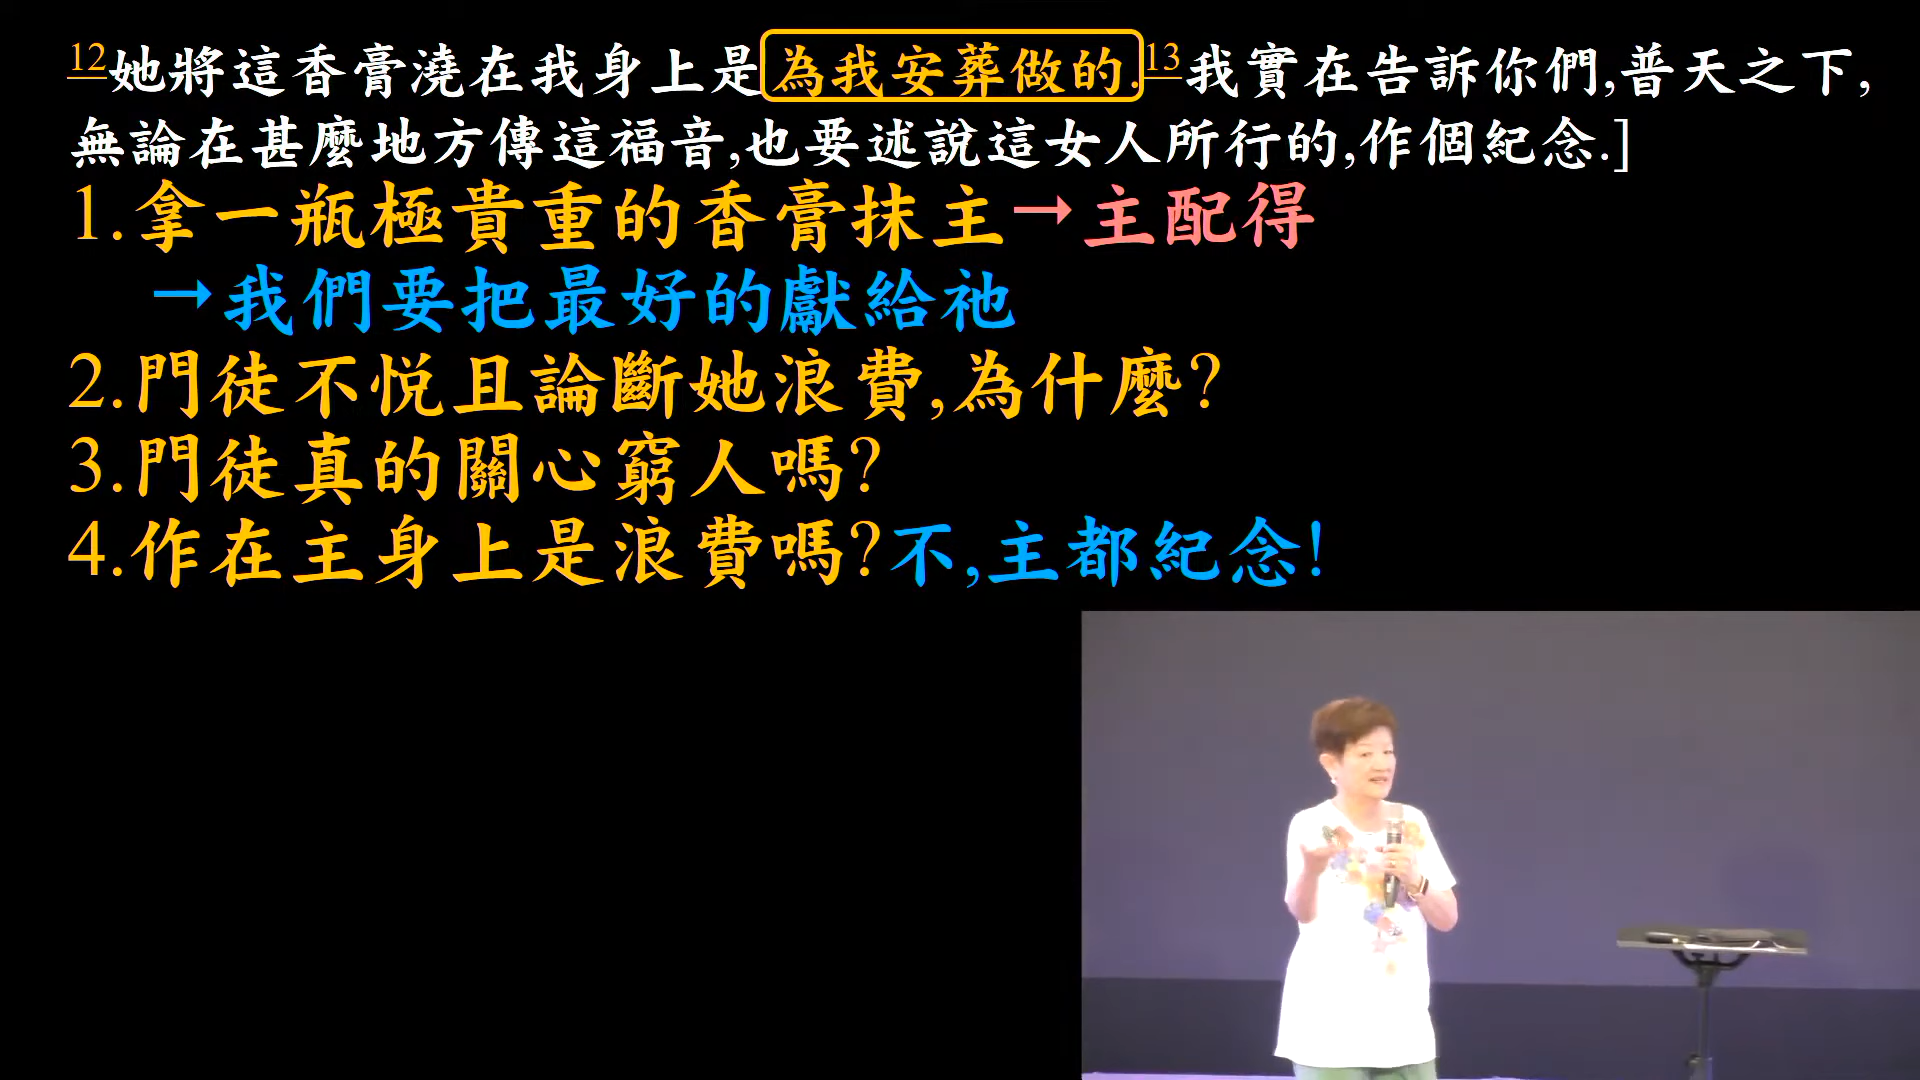 12她將這香膏澆在我身上是為我安葬做的.13我實在告訴你們,普天之下,
無論在甚麼地方傳這福音,也要述說這女人所行的,作個紀念.]
1.拿一瓶極貴重的香膏抹主→主配得
→我們要把最好的獻給祂
2.門徒不悅且論斷她浪費,為什麼?
3.門徒真的關心窮人嗎?
4.作在主身上是浪費嗎?不,主都紀念!